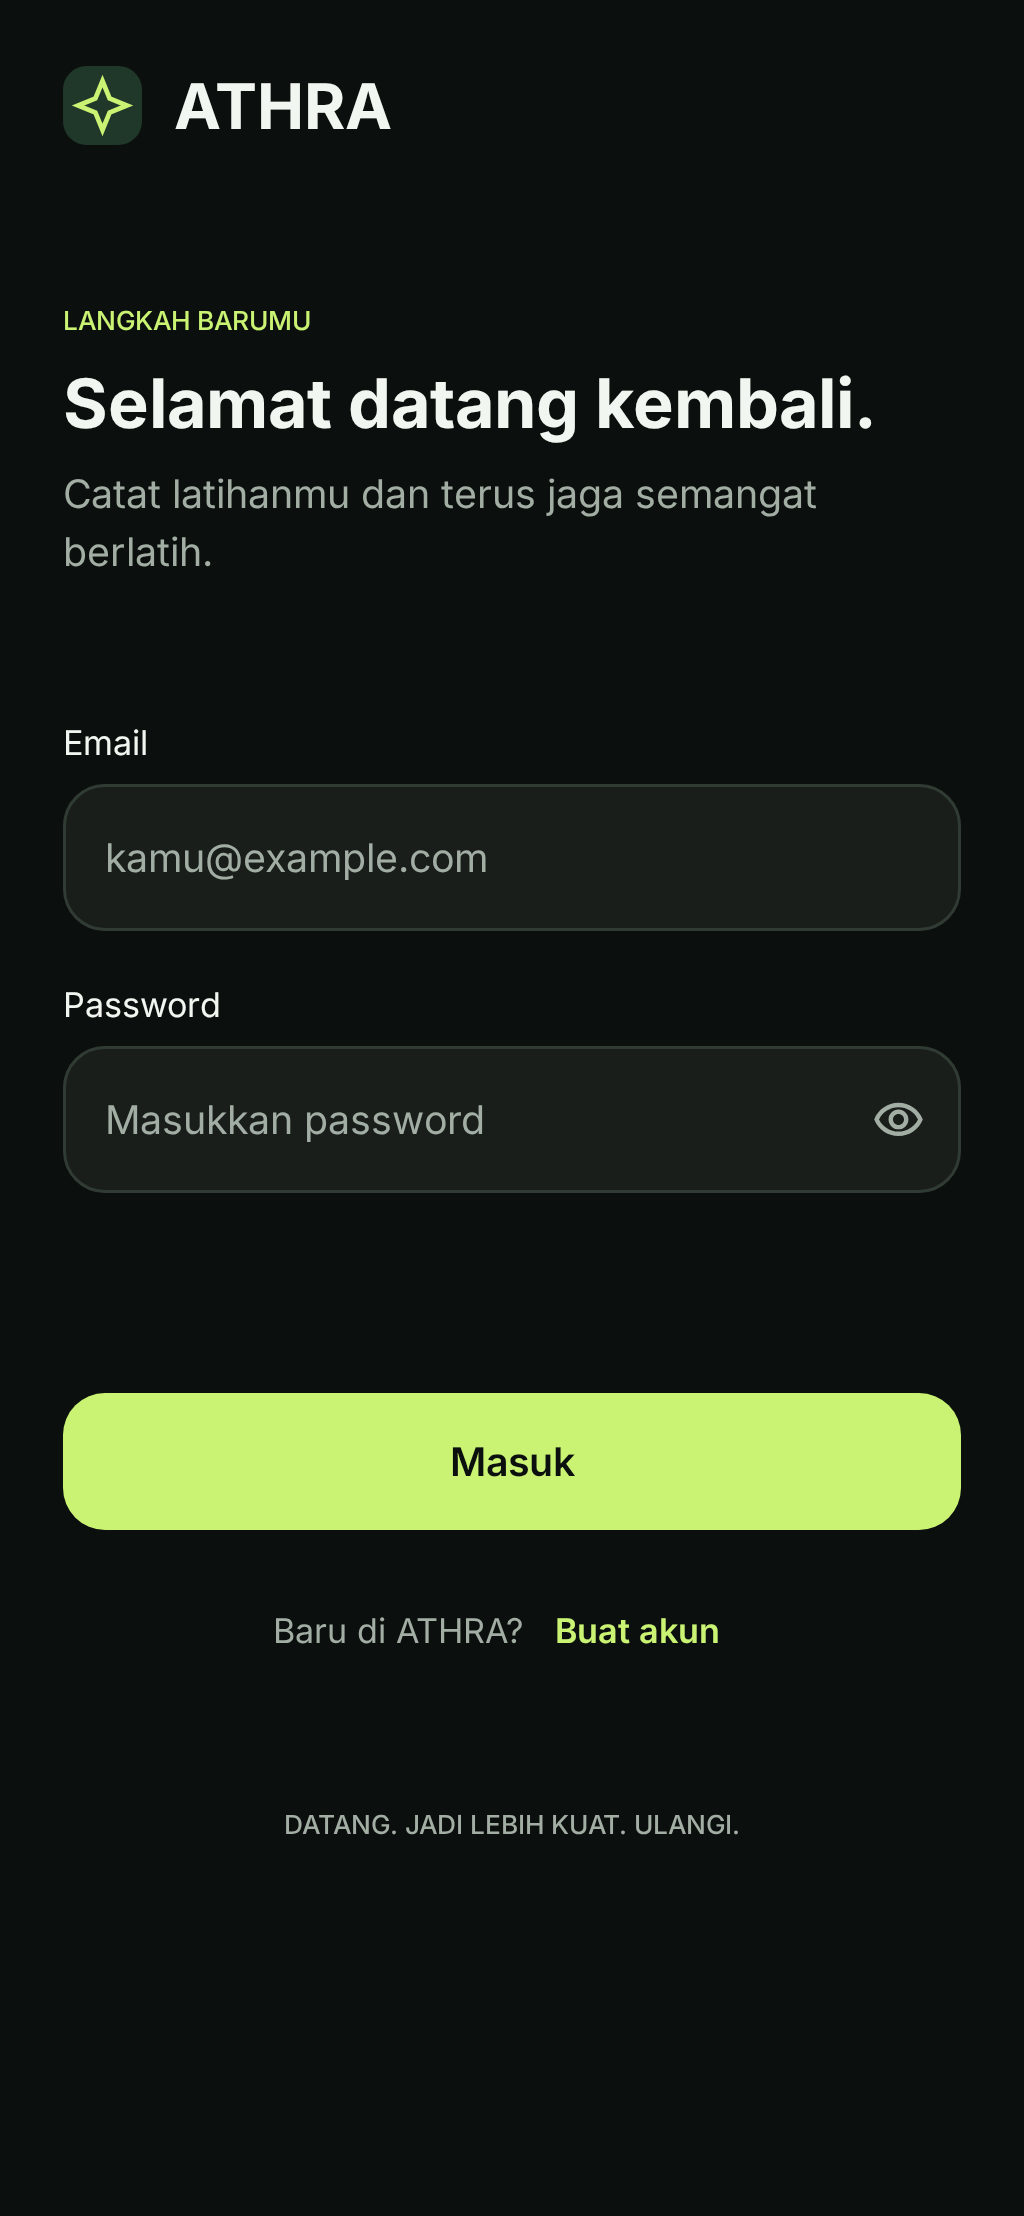 ATHRA
LANGKAH BARUMU
Selamat datang kembali.
Catat latihanmu dan terus jaga semangat
berlatih.
Email
kamu@example.com
Password
Masukkan password
Masuk
Baru di ATHRA? Buat akun
DATANG. JADI LEBIH KUAT. ULANGI.